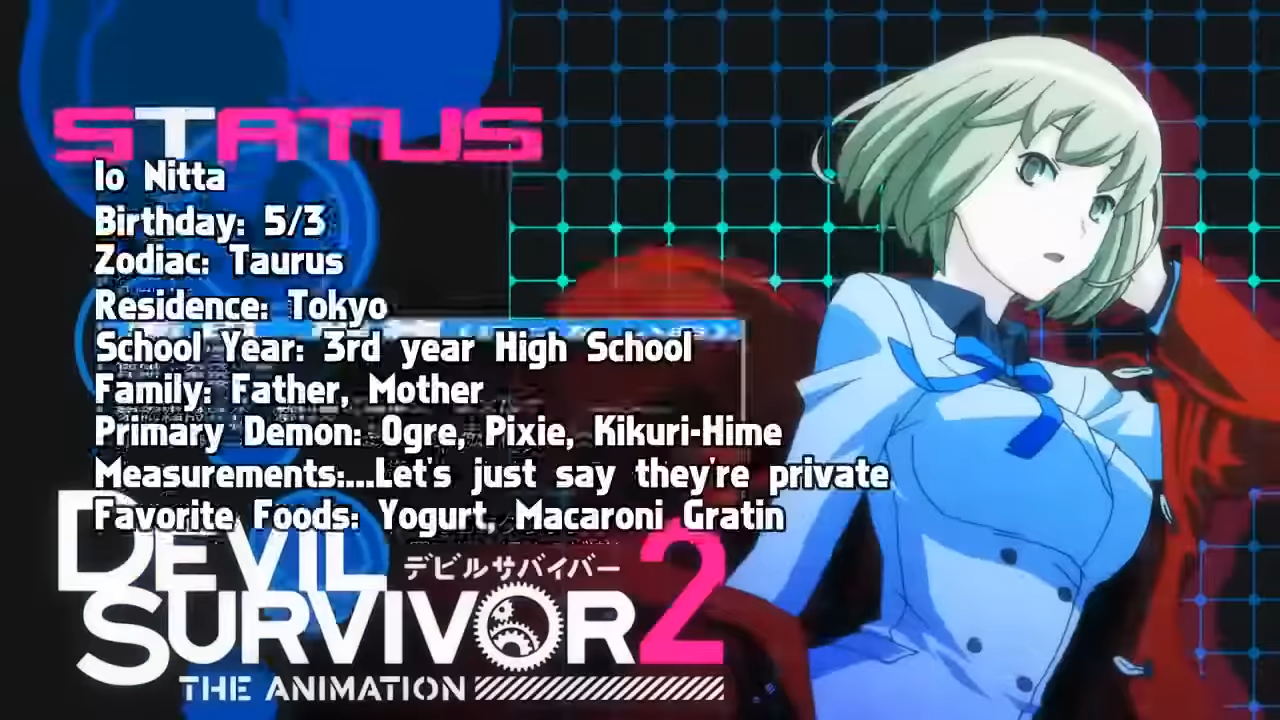 STATUS
Io Nitta
Birthday: 5/3
Zodiac: Taurus
Residence: Tokyo
School Year: 3rd year High School
Family: Father, Mother
Primary Demon: Ogre, Pixie, Kikuri-Hime
Measurements:...Let's just say they're private
Favorite Foods: Yogurt, Macaroni Gratin
DEVIL
デビルサバイバー
SURVIVOR 2
THE ANIMATION